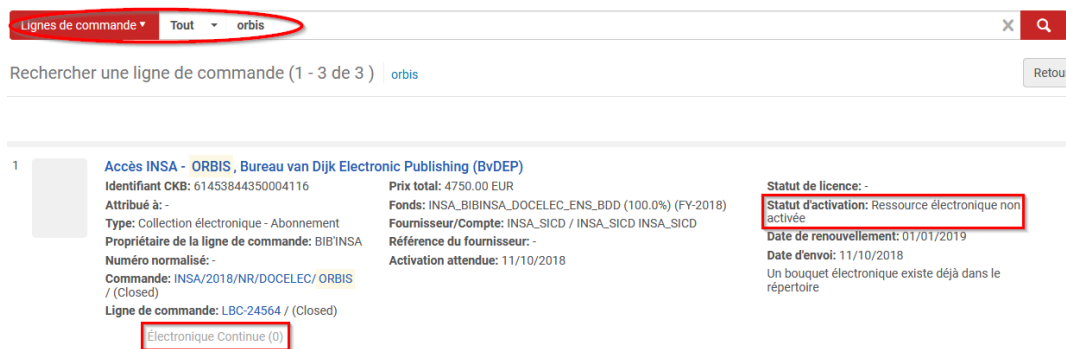 Lignes de commande ▾ Tout ▾ orbis
Rechercher une ligne de commande (1 - 3 de 3 ) orbis
Retour
1
Accès INSA - ORBIS, Bureau van Dijk Electronic Publishing (BvDEP)
Identifiant CKB: 61453844350004116
Attribué à: -
Type: Collection électronique - Abonnement
Propriétaire de la ligne de commande: BIB'INSA
Numéro normalisé: -
Commande: INSA/2018/NR/DOCELEC/ORBIS
/ (Closed)
Ligne de commande: LBC-24564 / (Closed)
Électronique Continue (0)
Prix total: 4750.00 EUR
Fonds: INSA_BIBINSA_DOCELEC_ENS_BDD (100.0%) (FY-2018)
Fournisseur/Compte: INSA_SICD / INSA_SICD INSA_SICD
Référence du fournisseur: -
Activation attendue: 11/10/2018
Statut de licence: -
Statut d'activation: Ressource électronique non
activée
Date de renouvellement: 01/01/2019
Date d'envoi: 11/10/2018
Un bouquet électronique existe déjà dans le
répertoire